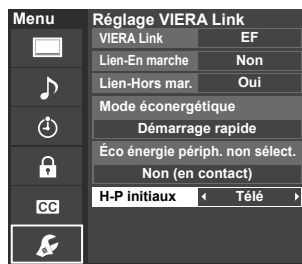 Menu
Réglage VIERA Link
VIERA Link EF
Lien-En marche Non
Lien-Hors mar. Oui
Mode éconergétique
Démarrage rapide
Éco énergie périph. non sélect.
Non (en contact)
H-P initiaux Télé
CC